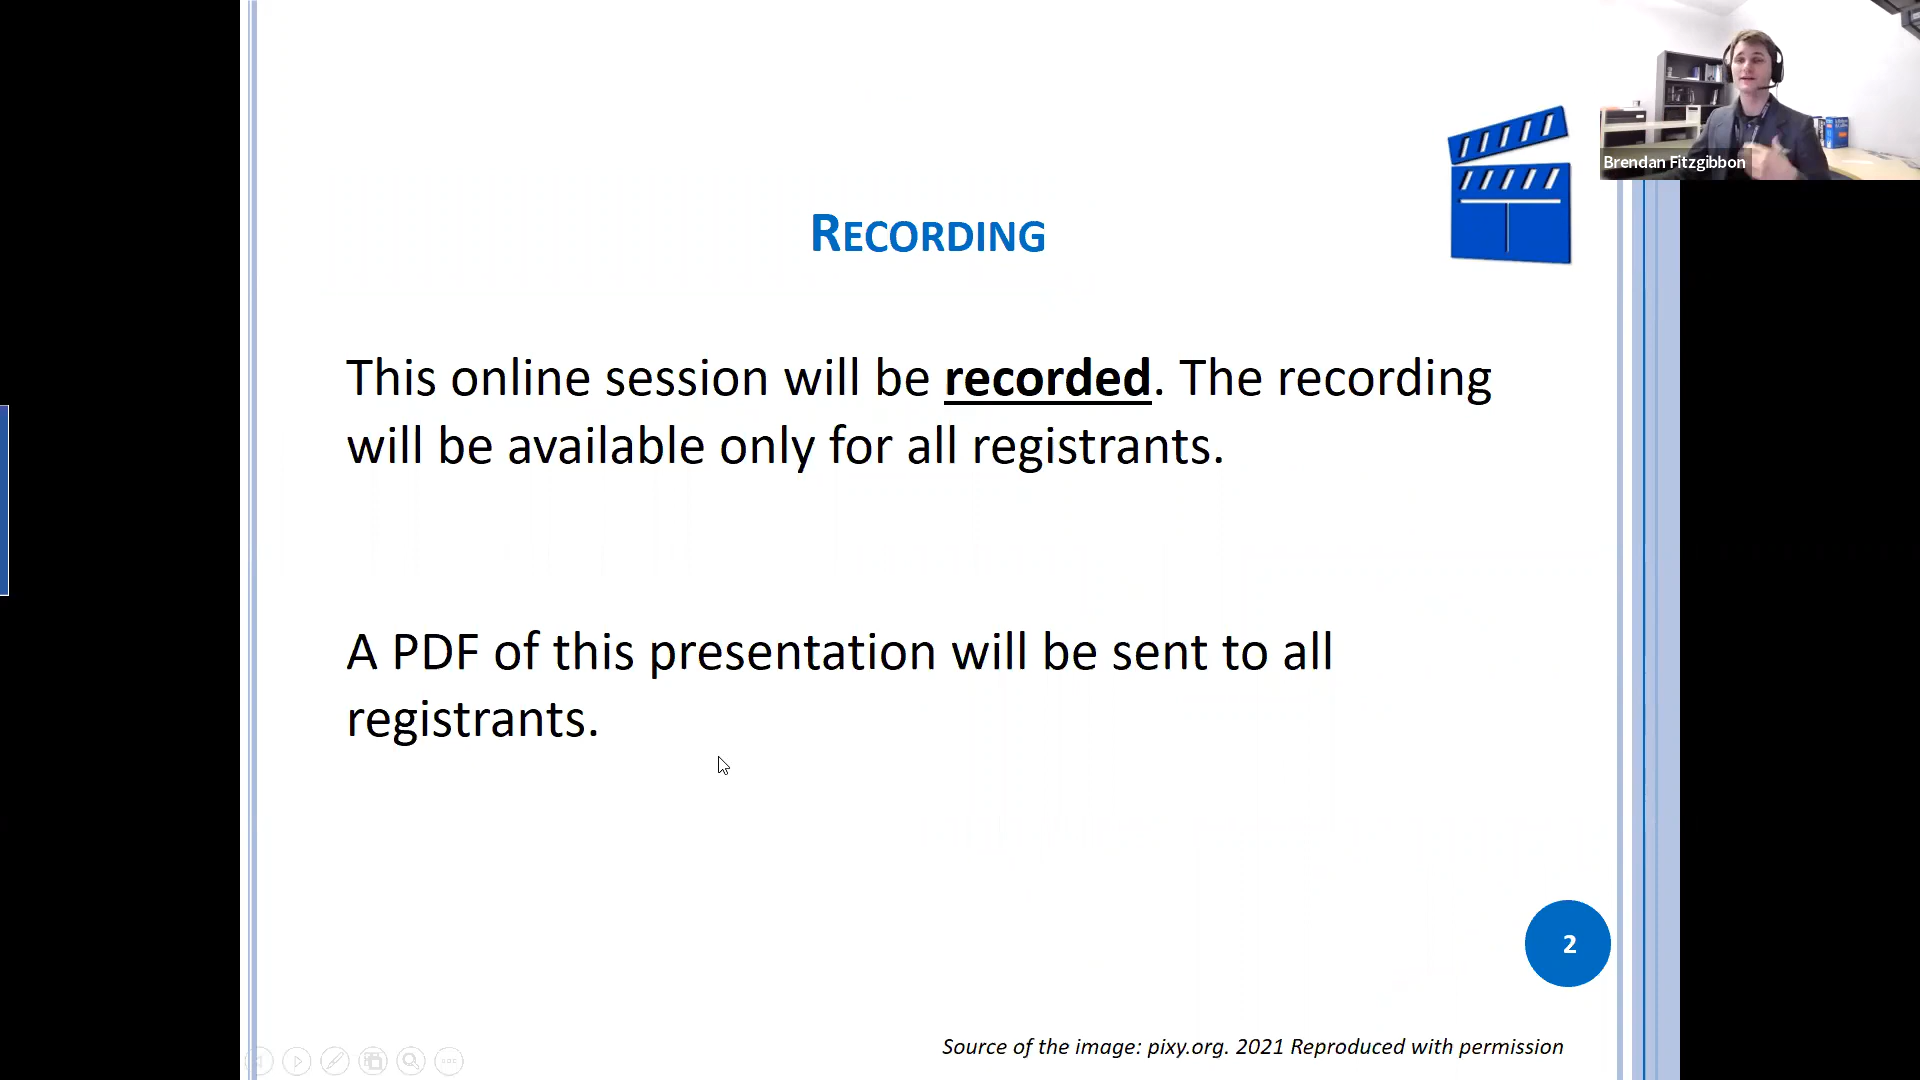 Brendan Fitzgibbon
RECORDING
This online session will be recorded. The recording
will be available only for all registrants.
A PDF of this presentation will be sent to all
registrants.
2
Source of the image: pixy.org. 2021 Reproduced with permission